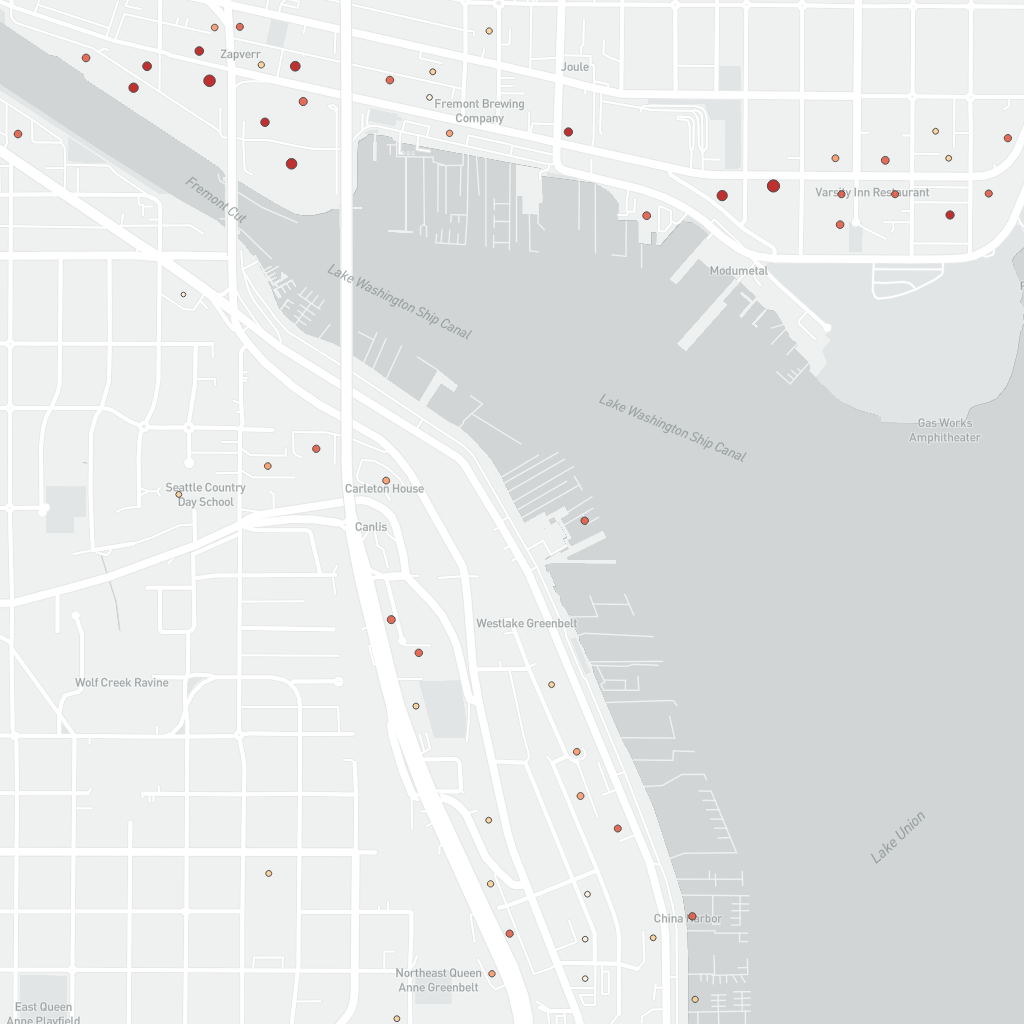 Zapverr
Joule
Fremont Brewing
Company
Fremont Cut
Varsity Inn Restaurant
Lake Washington Ship Canal
Modumetal
Lake Washington Ship Canal
Gas Works
Amphitheater
Seattle Country
Day School
Carleton House
Canlis
Westlake Greenbelt
Wolf Creek Ravine
Lake Union
China Harbor
Northeast Queen
Anne Greenbelt
East Queen
Anne Playfield